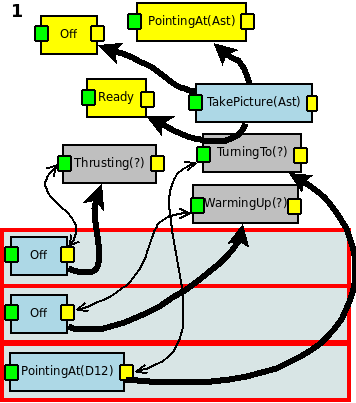 1
Off
PointingAt(Ast)
Ready
TakePicture(Ast)
Thrusting(?)
TurningTo(?)
WarmingUp(?)
Off
Off
PointingAt(D12)